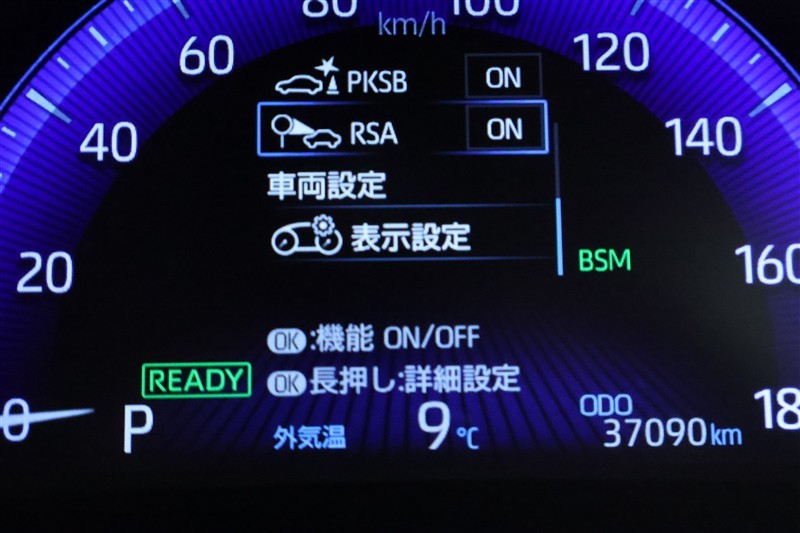 80 km/h 100
60 120
PKSB ON
40 RSA ON 140
車両設定
表示設定
20 BSM 160
OK:機能 ON/OFF
READY OK長押し:詳細設定
0 P 外気温 9℃ ODO 18
37090km